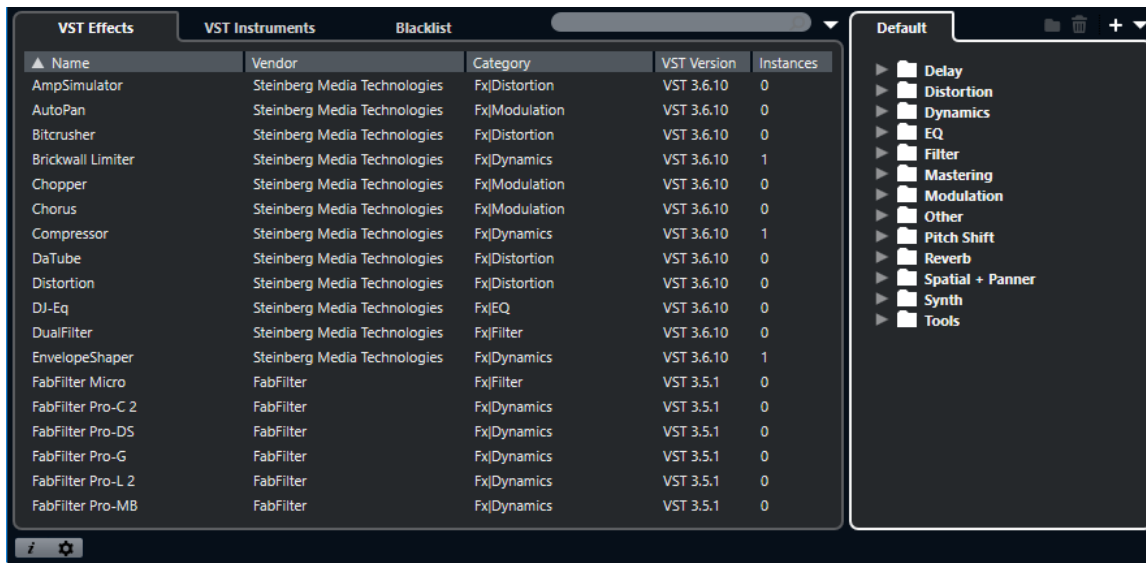 VST Effects VST Instruments Blacklist
Name Vendor Category VST Version Instances
AmpSimulator Steinberg Media Technologies Fx|Distortion VST 3.6.10 0
AutoPan Steinberg Media Technologies Fx|Modulation VST 3.6.10 0
Bitcrusher Steinberg Media Technologies Fx|Distortion VST 3.6.10 0
Brickwall Limiter Steinberg Media Technologies Fx|Dynamics VST 3.6.10 1
Chopper Steinberg Media Technologies Fx|Modulation VST 3.6.10 0
Chorus Steinberg Media Technologies Fx|Modulation VST 3.6.10 0
Compressor Steinberg Media Technologies Fx|Dynamics VST 3.6.10 1
DaTube Steinberg Media Technologies Fx|Distortion VST 3.6.10 0
Distortion Steinberg Media Technologies Fx|Distortion VST 3.6.10 0
DJ-Eq Steinberg Media Technologies Fx|EQ VST 3.6.10 0
DualFilter Steinberg Media Technologies Fx|Filter VST 3.6.10 0
EnvelopeShaper Steinberg Media Technologies Fx|Dynamics VST 3.6.10 1
FabFilter Micro FabFilter Fx|Filter VST 3.5.1 0
FabFilter Pro-C 2 FabFilter Fx|Dynamics VST 3.5.1 0
FabFilter Pro-DS FabFilter Fx|Dynamics VST 3.5.1 0
FabFilter Pro-G FabFilter Fx|Dynamics VST 3.5.1 0
FabFilter Pro-L 2 FabFilter Fx|Dynamics VST 3.5.1 0
FabFilter Pro-MB FabFilter Fx|Dynamics VST 3.5.1 0
i
Default
Delay
Distortion
Dynamics
EQ
Filter
Mastering
Modulation
Other
Pitch Shift
Reverb
Spatial + Panner
Synth
Tools